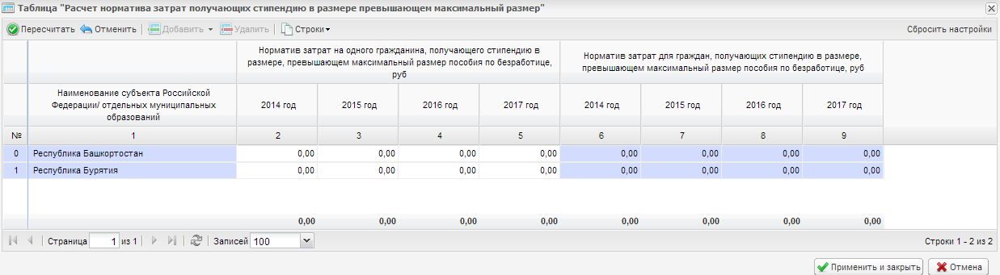 Таблица "Расчет норматива затрат получающих стипендию в размере превышающем максимальный размер"
Пересчитать Отменить Добавить Удалить Строки Сбросить настройки
Норматив затрат на одного гражданина, получающего стипендию в
размере, превышающем максимальный размер пособия по безработице,
руб
Норматив затрат для граждан, получающих стипендию в размере,
превышающем максимальный размер пособия по безработице, руб
Наименование субъекта Российской
Федерации/ отдельных муниципальных
образований
2014 год 2015 год 2016 год 2017 год 2014 год 2015 год 2016 год 2017 год
№ 1 2 3 4 5 6 7 8 9
0 Республика Башкортостан 0,00 0,00 0,00 0,00 0,00 0,00 0,00 0,00
1 Республика Бурятия 0,00 0,00 0,00 0,00 0,00 0,00 0,00 0,00
0,00 0,00 0,00 0,00 0,00 0,00 0,00 0,00
Страница 1 из 1 Записей 100 Строки 1 - 2 из 2
Применить и закрыть Отмена